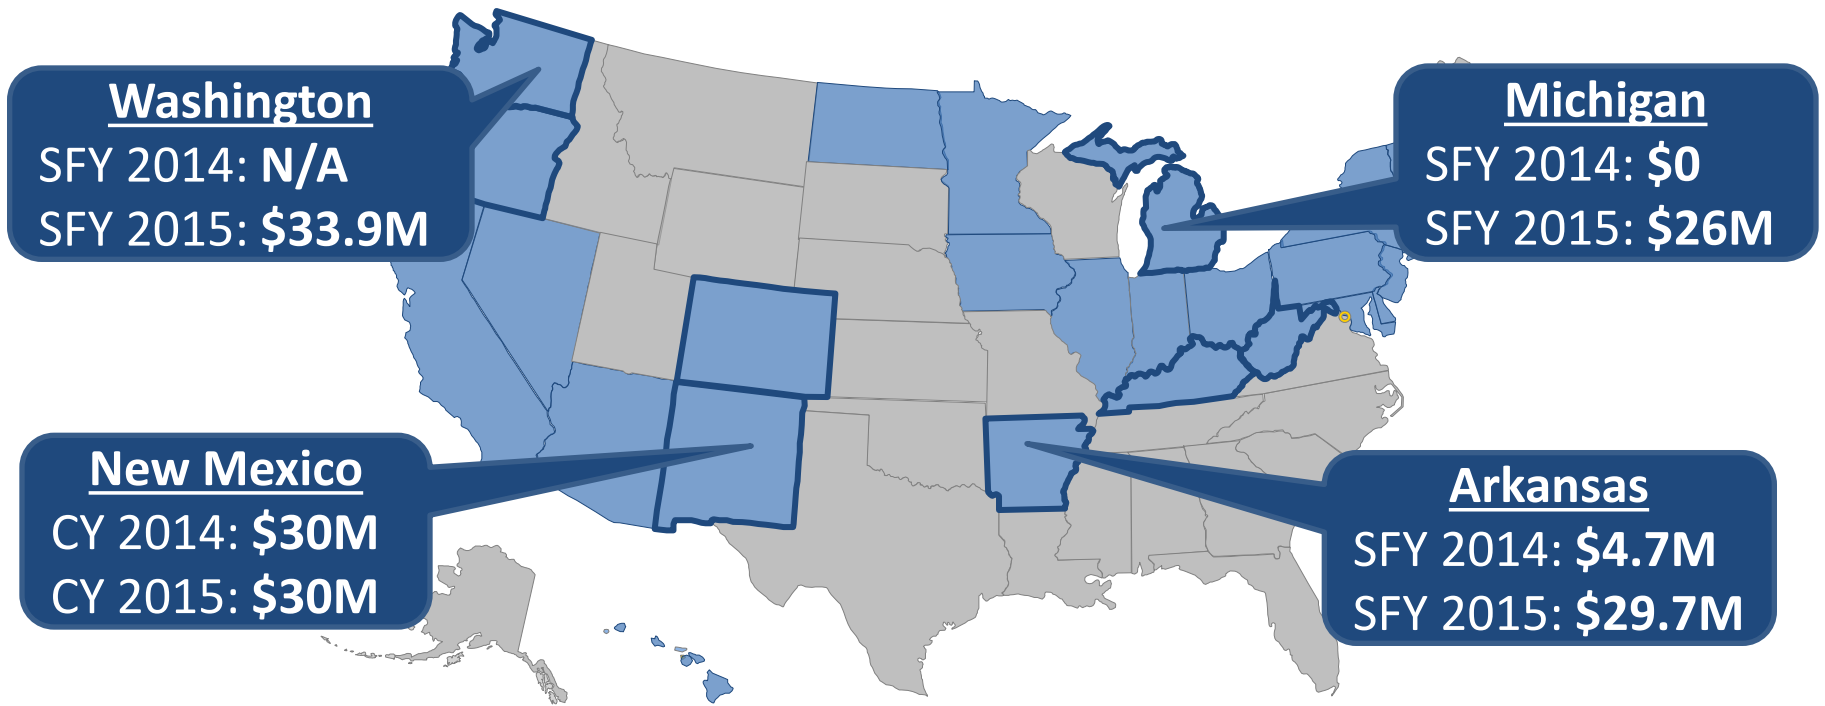 Washington
SFY 2014: N/A
SFY 2015: $33.9M
Michigan
SFY 2014: $0
SFY 2015: $26M
New Mexico
CY 2014: $30M
CY 2015: $30M
Arkansas
SFY 2014: $4.7M
SFY 2015: $29.7M